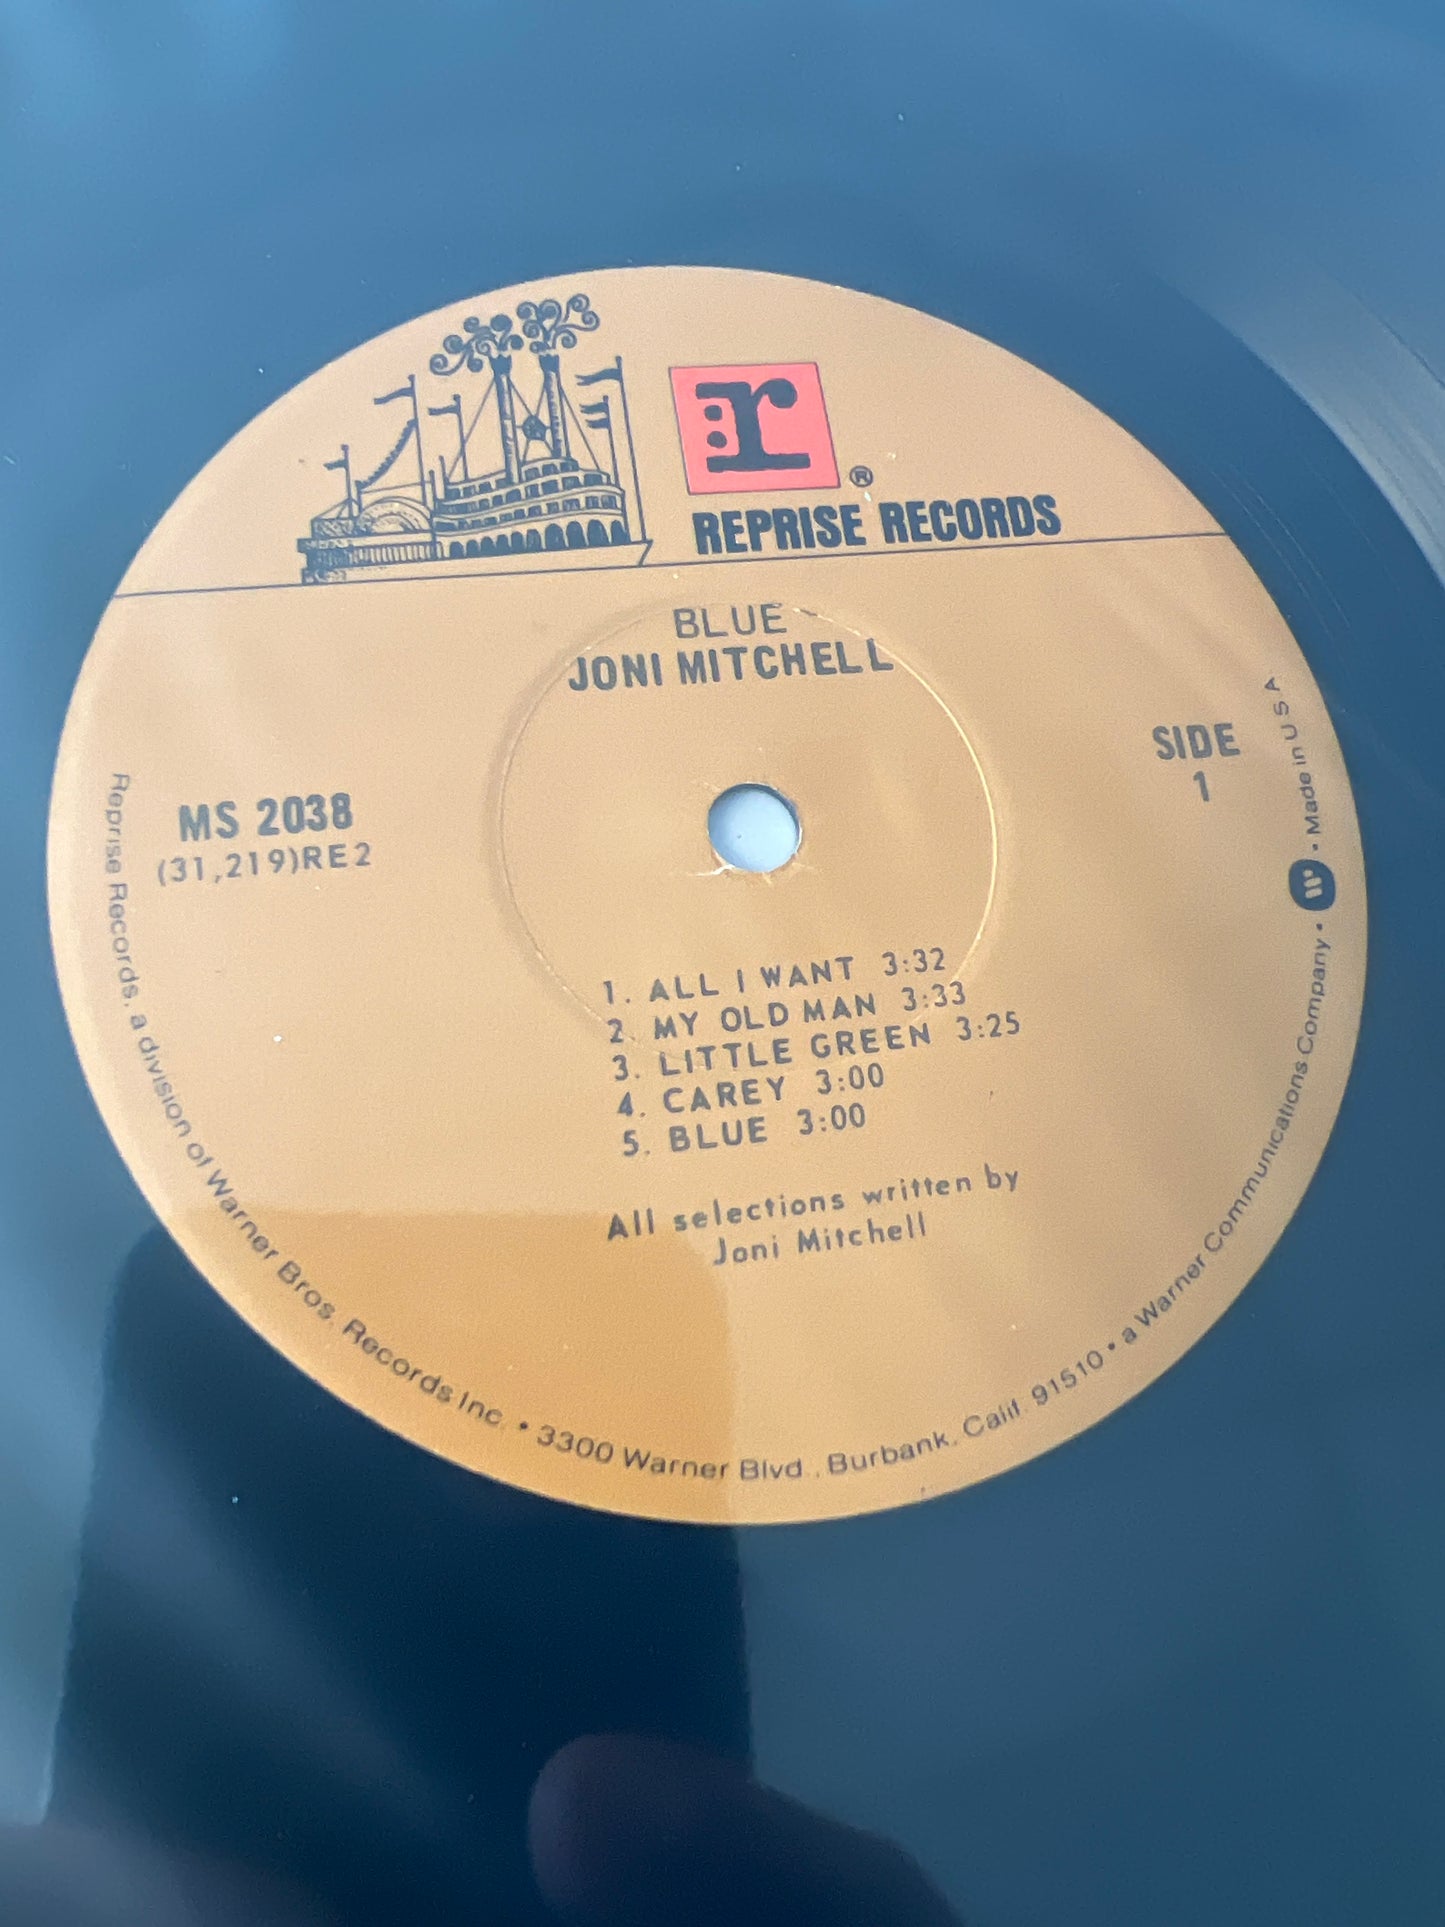 r
®
REPRISE RECORDS
BLUE
JONI MITCHELL
SIDE
1
MS 2038
(31,219)RE2
1. ALL I WANT 3:32
2. MY OLD MAN 3:33
3. LITTLE GREEN 3:25
4. CAREY 3:00
5. BLUE 3:00
All selections written by
Joni Mitchell
Reprise Records, a division of Warner Bros. Records Inc. • 3300 Warner Blvd., Burbank, Calif. 91510 • a Warner Communications Company • W • Made in U S A